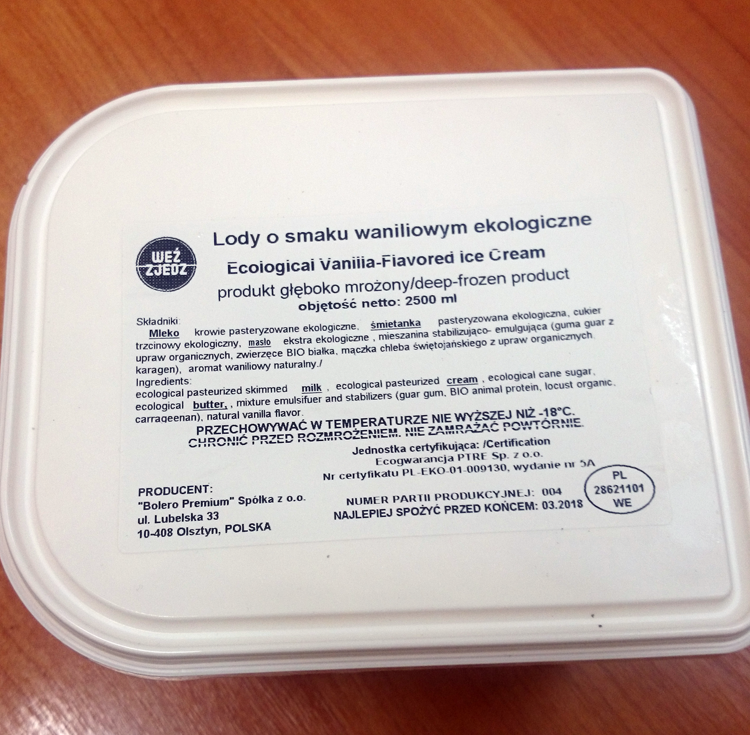 WEŹ
ZJEDZ
Lody o smaku waniliowym ekologiczne
Ecological Vanilla-Flavored Ice Cream
produkt głęboko mrożony/deep-frozen product
objętość netto: 2500 ml
Składniki:
Mleko krowie pasteryzowane ekologiczne, śmietanka pasteryzowana ekologiczna, cukier
trzcinowy ekologiczny, masło ekstra ekologiczne , mieszanina stabilizująco- emulgująca (guma guar z
upraw organicznych, zwierzęce BIO białka, mączka chleba świętojańskiego z upraw organicznych,
karagen), aromat waniliowy naturalny./
Ingredients:
ecological pasteurized skimmed milk , ecological pasteurized cream , ecological cane sugar,
ecological butter, , mixture emulsifuer and stabilizers (guar gum, BIO animal protein, locust organic,
carrageenan), natural vanilla flavor.
PRZECHOWYWAĆ W TEMPERATURZE NIE WYŻSZEJ NIŻ -18°C.
CHRONIĆ PRZED ROZMROŻENIEM. NIE ZAMRAŻAĆ POWTÓRNIE.
Jednostka certyfikująca: /Certification
Ecogwarancja PTRE Sp. z o.o.
Nr certyfikatu PL-EKO-01-009130, wydanie nr 5A
PRODUCENT:
"Bolero Premium" Spółka z o.o.
ul. Lubelska 33
10-408 Olsztyn, POLSKA
NUMER PARTII PRODUKCYJNEJ: 004
NAJLEPIEJ SPOŻYĆ PRZED KOŃCEM: 03.2018
PL
28621101
WE